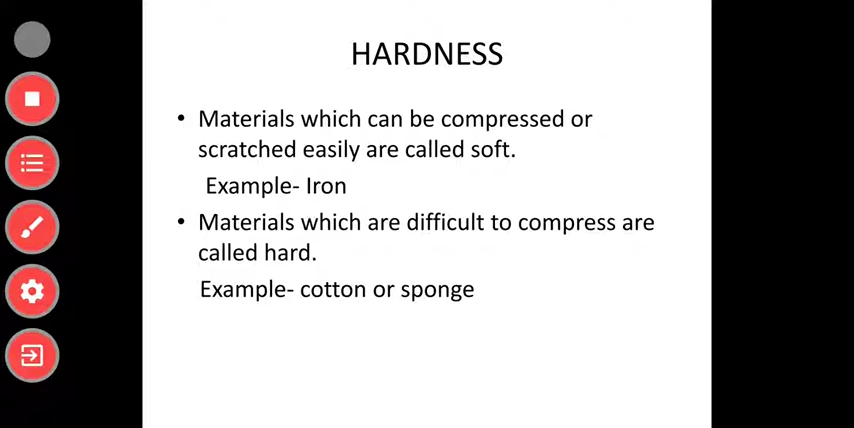 HARDNESS
• Materials which can be compressed or
scratched easily are called soft.
Example- Iron
• Materials which are difficult to compress are
called hard.
Example- cotton or sponge